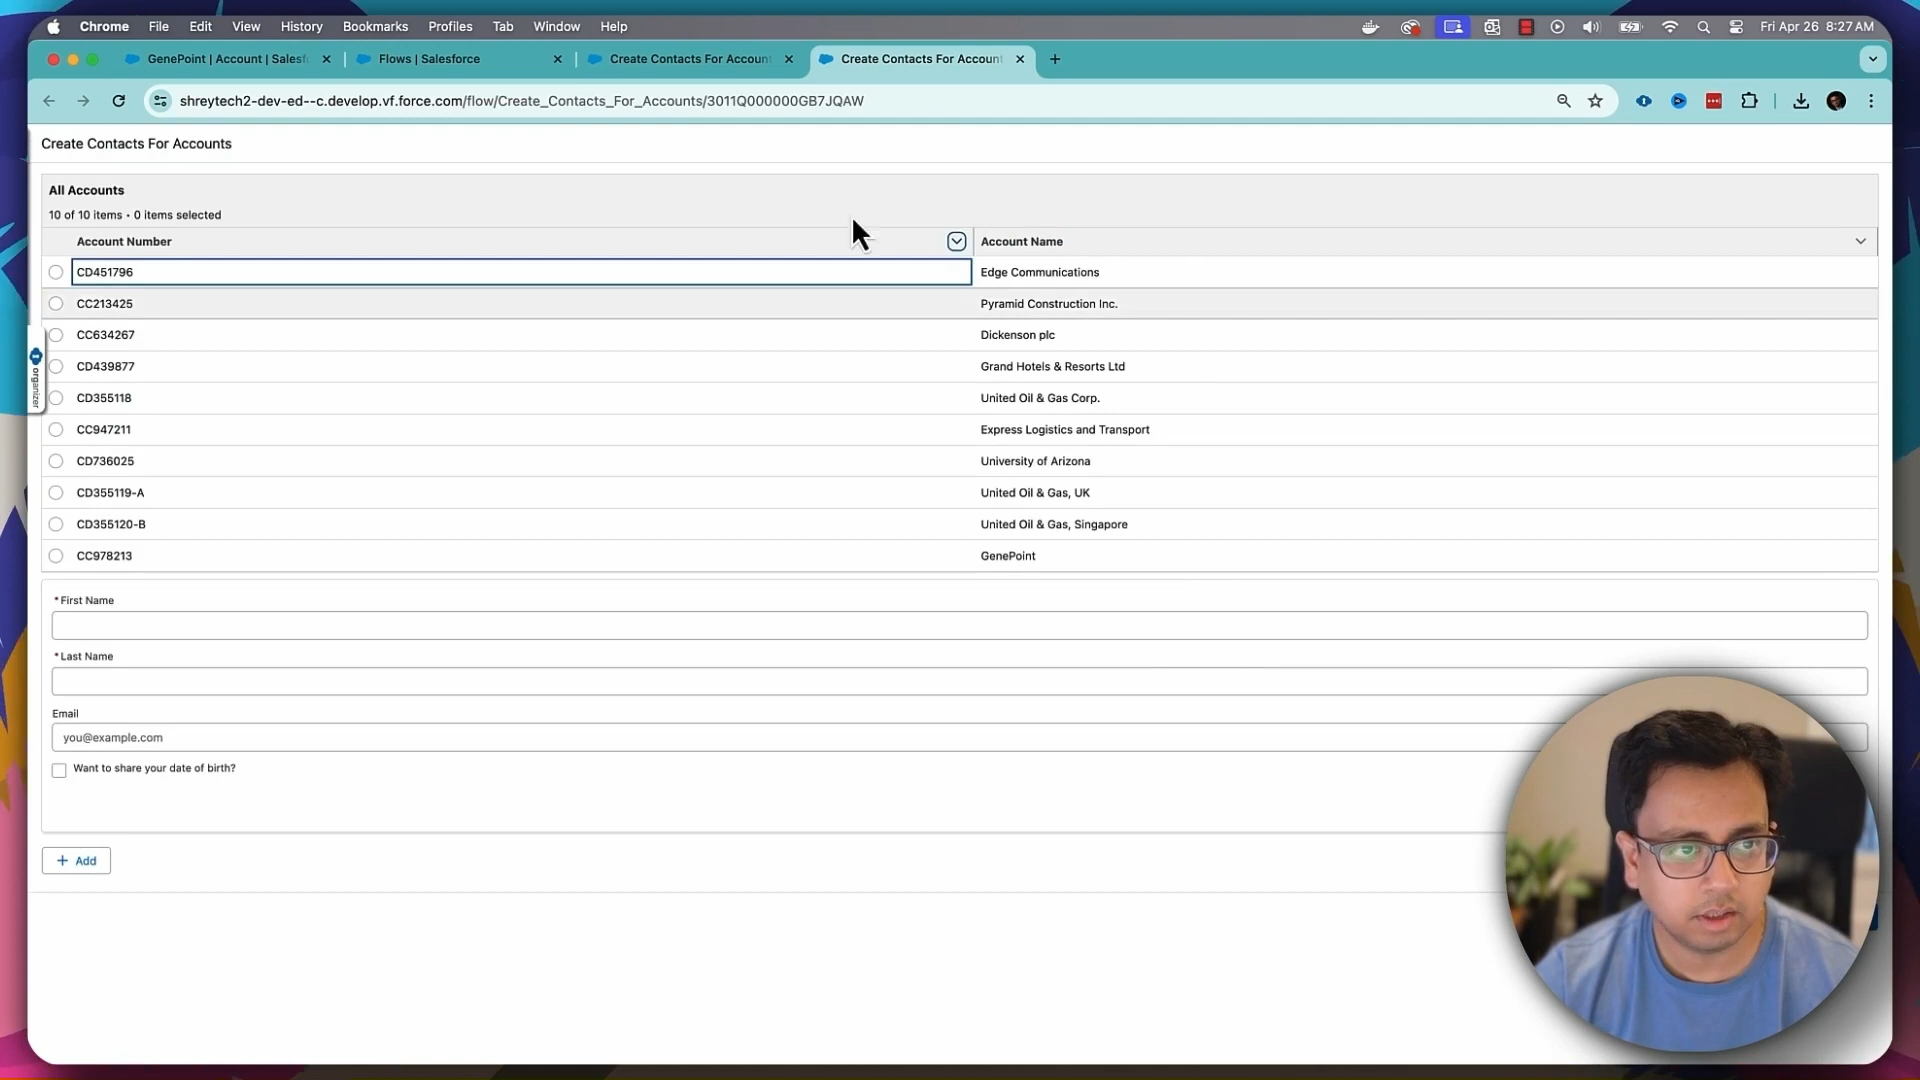 Chrome File Edit View History Bookmarks Profiles Tab Window Help Fri Apr 26 8:27 AM
GenePoint | Account | Salesf Flows | Salesforce Create Contacts For Accoun Create Contacts For Account
shreytech2-dev-ed--c.develop.vf.force.com/flow/Create_Contacts_For_Accounts/3011Q000000GB7JQAW
Create Contacts For Accounts
All Accounts
10 of 10 items • 0 items selected
Account Number Account Name
CD451796 Edge Communications
CC213425 Pyramid Construction Inc.
CC634267 Dickenson plc
CD439877 Grand Hotels & Resorts Ltd
CD355118 United Oil & Gas Corp.
CC947211 Express Logistics and Transport
CD736025 University of Arizona
CD355119-A United Oil & Gas, UK
CD355120-B United Oil & Gas, Singapore
CC978213 GenePoint
organizer
* First Name
* Last Name
Email
you@example.com
Want to share your date of birth?
+ Add